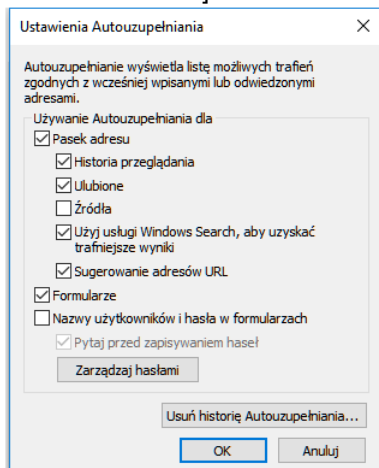 Ustawienia Autouzupełniania
Autouzupełnianie wyświetla listę możliwych trafień
zgodnych z wcześniej wpisanymi lub odwiedzonymi
adresami.
Używanie Autouzupełniania dla
Pasek adresu
Historia przeglądania
Ulubione
Źródła
Użyj usługi Windows Search, aby uzyskać
trafniejsze wyniki
Sugerowanie adresów URL
Formularze
Nazwy użytkowników i hasła w formularzach
Pytaj przed zapisywaniem haseł
Zarządzaj hasłami
Usuń historię Autouzupełniania...
OK Anuluj